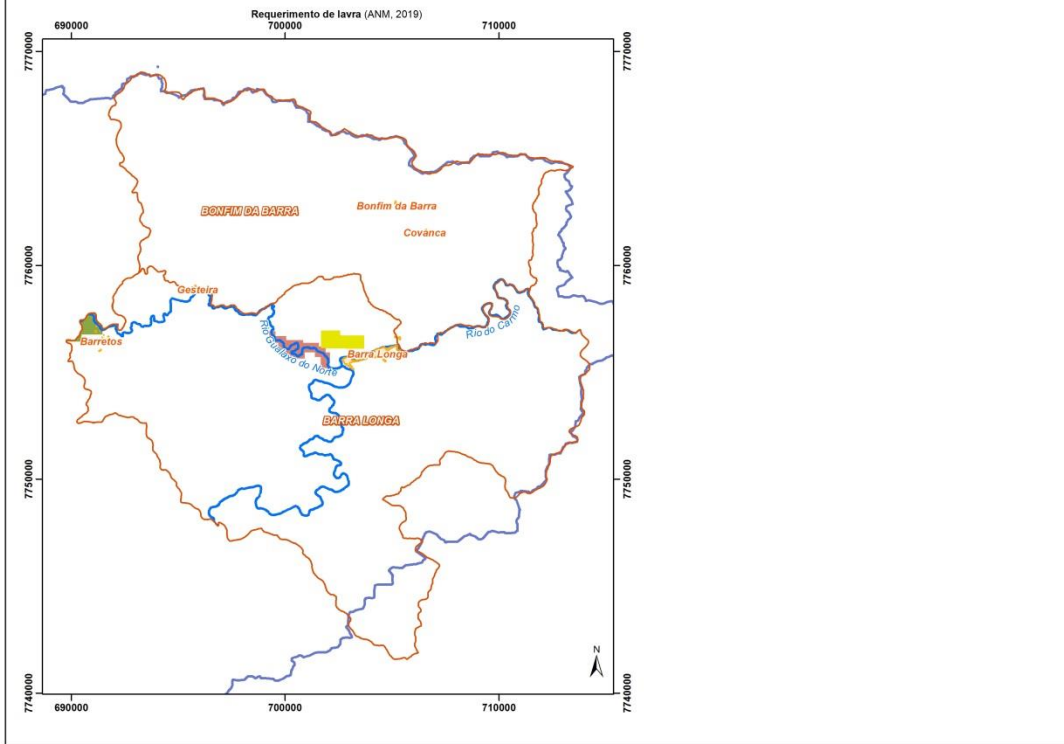 Requerimento de lavra (ANM, 2019)
690000
700000
710000
7770000
7770000
BONFIM DA BARRA
Bonfim da Barra
Covanca
7760000
7760000
Gesteira
Rio do Carmo
Barretos
Rio Gualaxo do Norte
Barra Longa
BARRA LONGA
7750000
7750000
N
7740000
7740000
690000
700000
710000